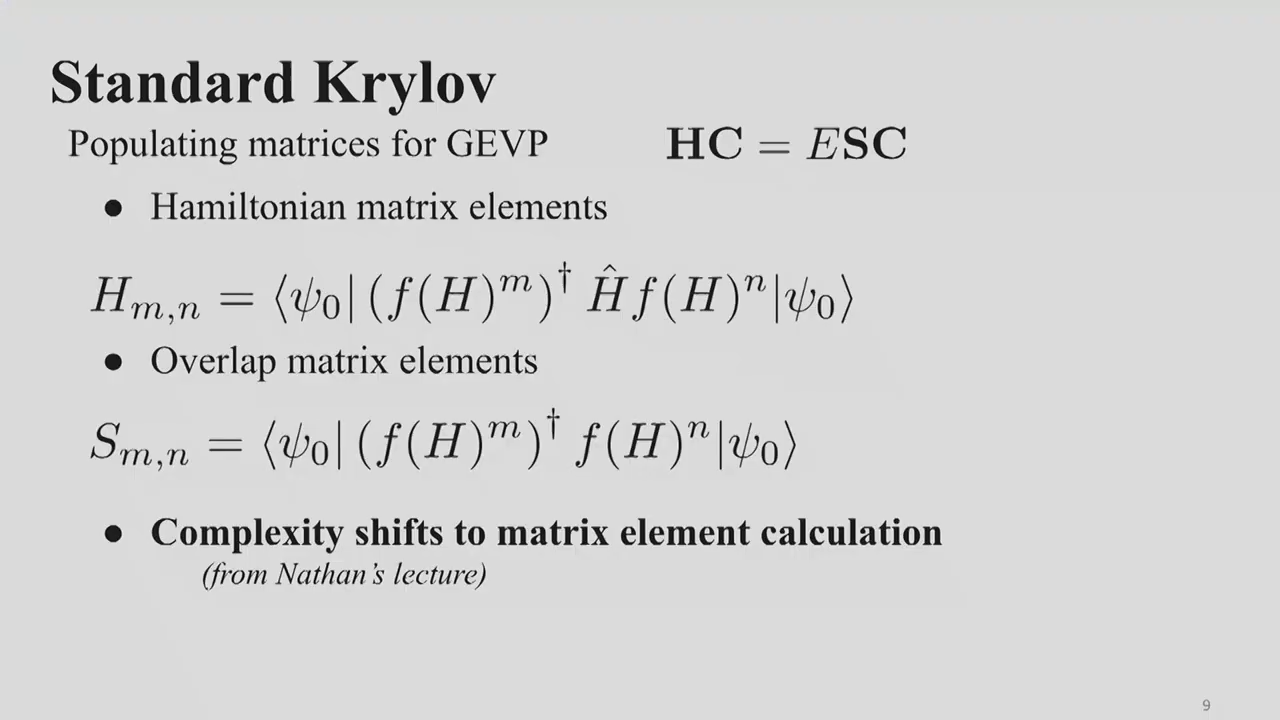 Standard Krylov
Populating matrices for GEVP HC = ESC
● Hamiltonian matrix elements
H_{m,n} = ⟨ψ_0| (f(H)^m)^† Ĥ f(H)^n |ψ_0⟩
● Overlap matrix elements
S_{m,n} = ⟨ψ_0| (f(H)^m)^† f(H)^n |ψ_0⟩
● Complexity shifts to matrix element calculation
(from Nathan's lecture)
9